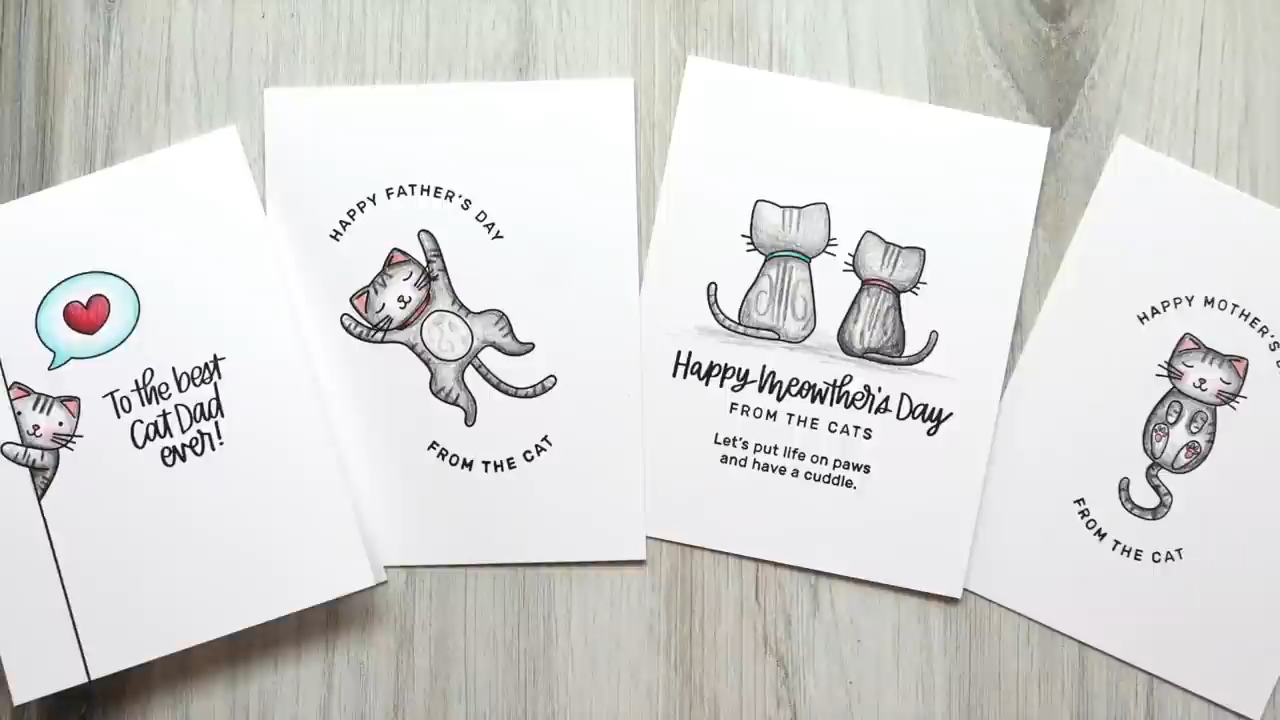 To the best
Cat Dad
ever!
HAPPY FATHER'S DAY
FROM THE CAT
Happy Meowther's Day
FROM THE CATS
Let's put life on paws
and have a cuddle.
HAPPY MOTHER'S
FROM THE CAT